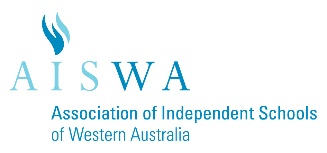 AISWA
Association of Independent Schools
of Western Australia